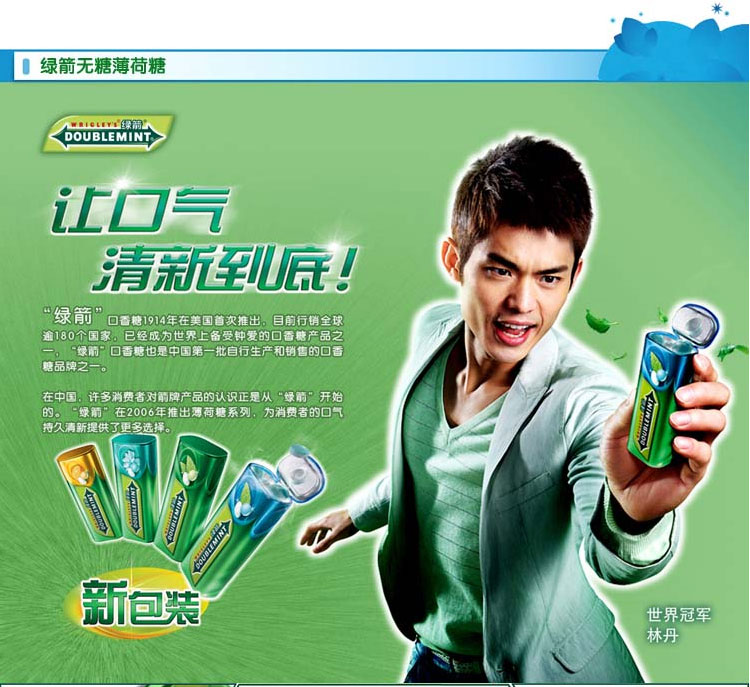 绿箭无糖薄荷糖
WRIGLEY'S 绿箭
DOUBLEMINT
让口气
清新到底！
“绿箭”口香糖1914年在美国首次推出，目前行销全球
逾180个国家，已经成为世界上备受钟爱的口香糖产品之
一，“绿箭”口香糖也是中国第一批自行生产和销售的口香
糖品牌之一。
在中国，许多消费者对箭牌产品的认识正是从“绿箭”开始
的。“绿箭”在2006年推出薄荷糖系列，为消费者的口气
持久清新提供了更多选择。
DOUBLEMINT
DOUBLEMINT
DOUBLEMINT
DOUBLEMINT
DOUBLEMINT
新包装
世界冠军
林丹